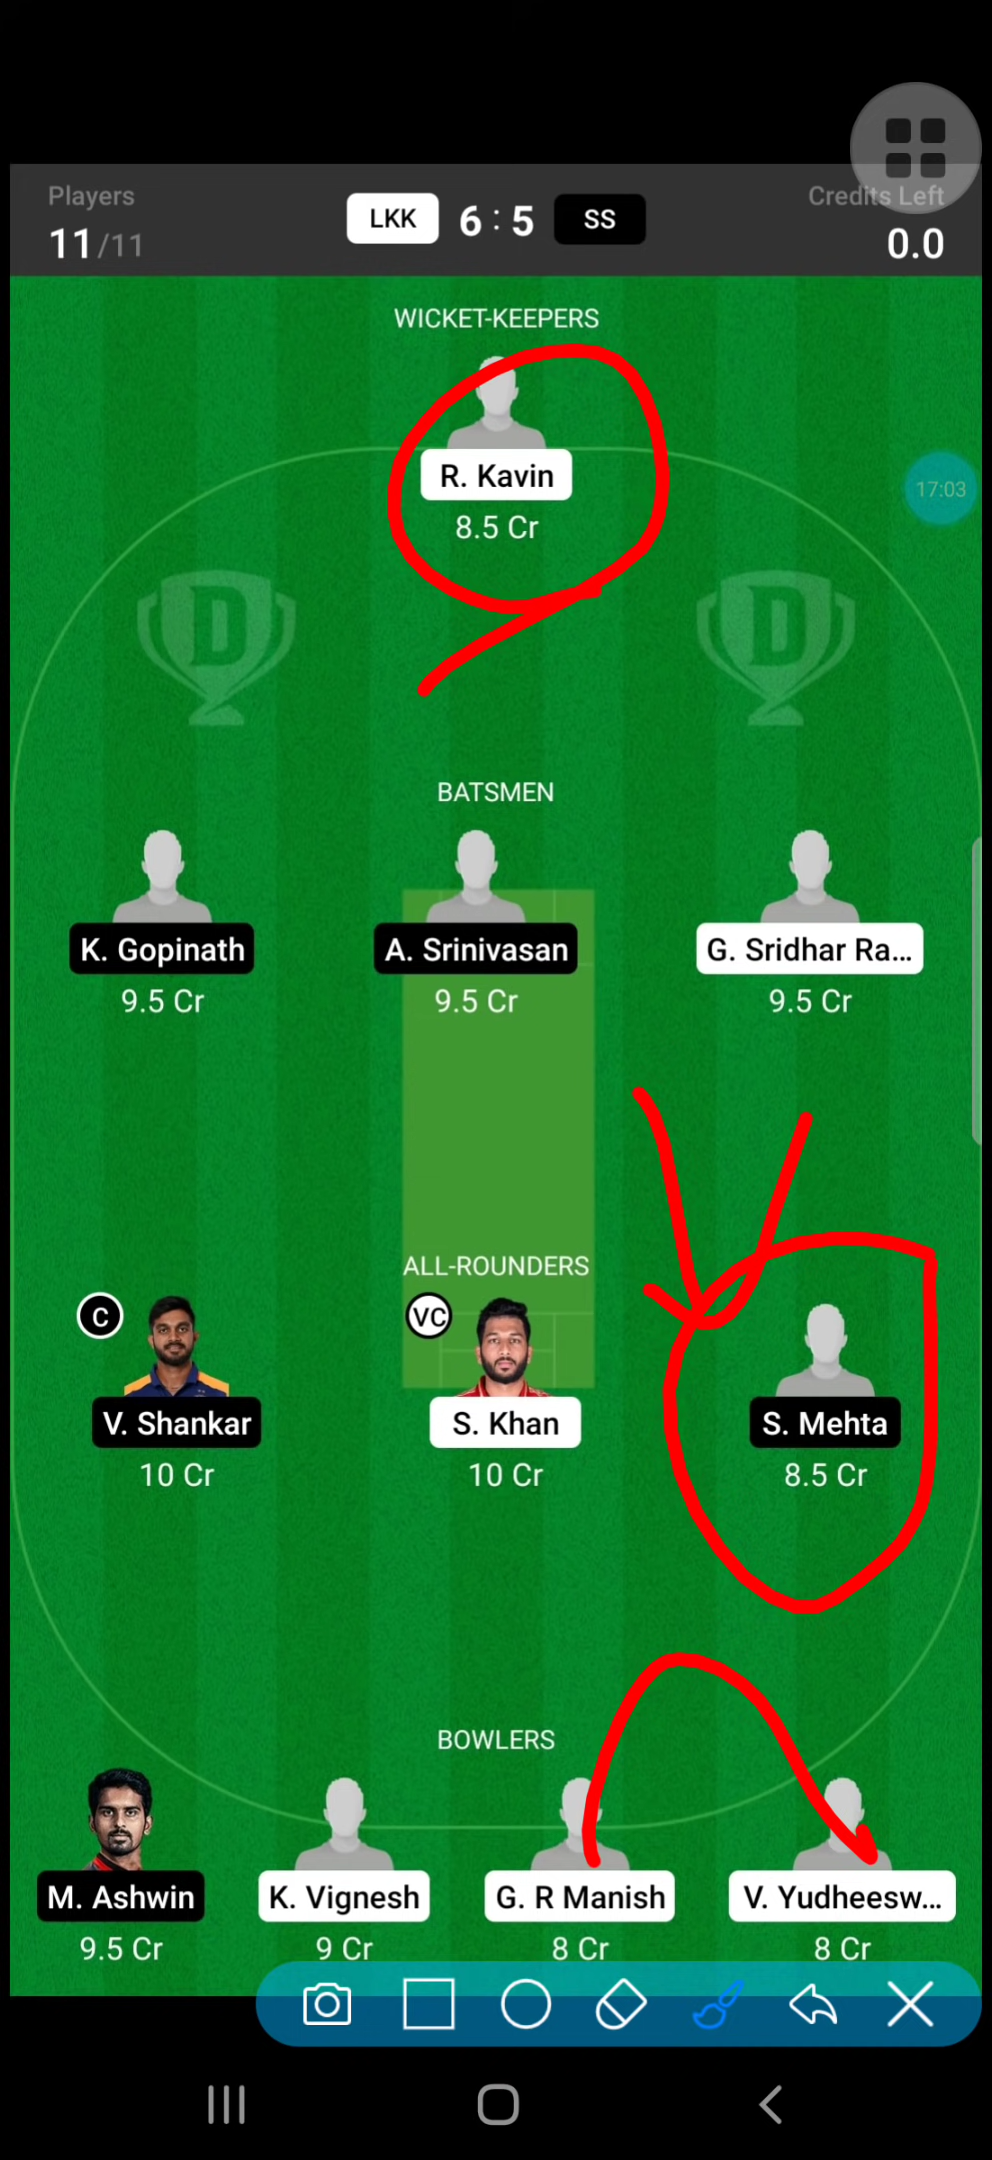 Players
Credits Left
11/11
LKK 6 : 5 SS
0.0
WICKET-KEEPERS
R. Kavin
8.5 Cr
17:03
D D
BATSMEN
K. Gopinath A. Srinivasan G. Sridhar Ra...
9.5 Cr 9.5 Cr 9.5 Cr
ALL-ROUNDERS
C VC
V. Shankar S. Khan S. Mehta
10 Cr 10 Cr 8.5 Cr
BOWLERS
M. Ashwin K. Vignesh G. R Manish V. Yudheesw...
9.5 Cr 9 Cr 8 Cr 8 Cr